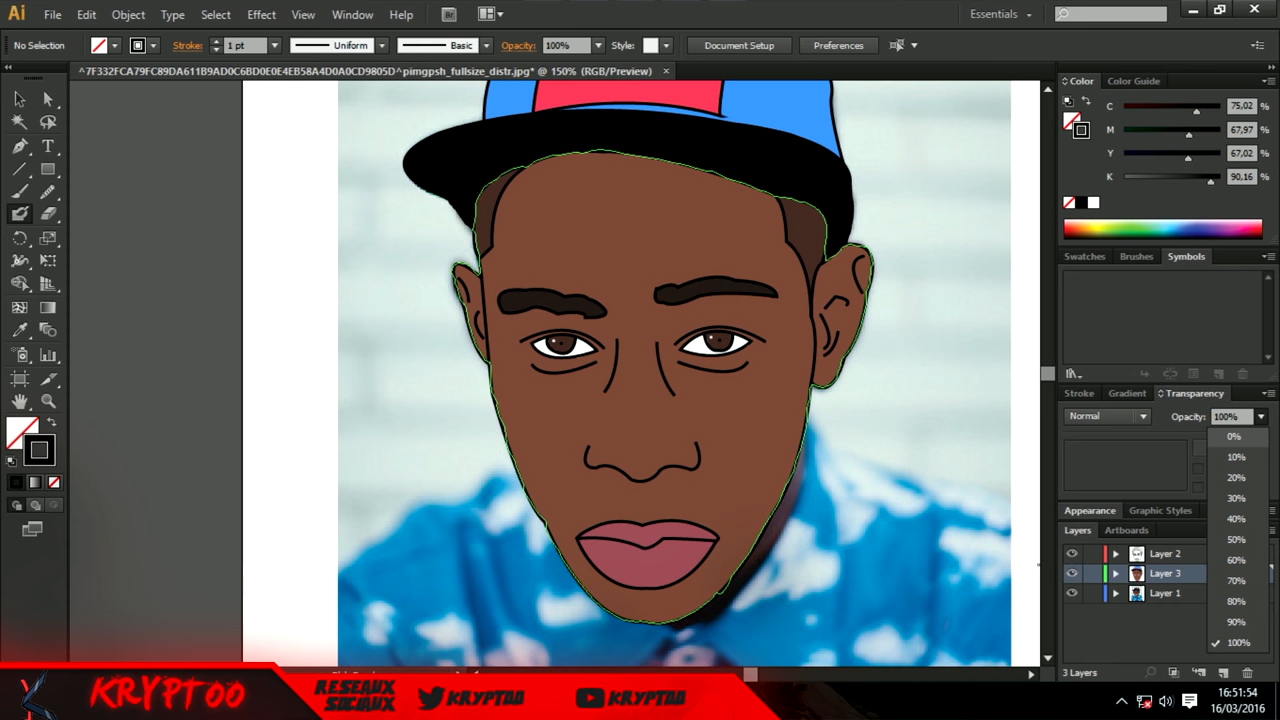 Ai File Edit Object Type Select Effect View Window Help Br Essentials
No Selection Stroke: 1 pt Uniform Basic Opacity: 100% Style: Document Setup Preferences
^7F332FCA79FC89DA611B9AD0C6BD0E0E4EB58A4D0A0CD9805D^pimgpsh_fullsize_distr.jpg* @ 150% (RGB/Preview)
Color Color Guide
C 75,02 %
M 67,97 %
Y 67,02 %
K 90,16 %
Swatches Brushes Symbols
Stroke Gradient Transparency
Normal Opacity: 100%
0%
10%
20%
30%
40%
50%
60%
70%
80%
90%
100%
Appearance Graphic Styles
Layers Artboards
Layer 2
Layer 3
Layer 1
3 Layers
KRYPTOO
RESEAUX
SOCIAUX
KRYPTOO
KRYPTOO
16:51:54
16/03/2016